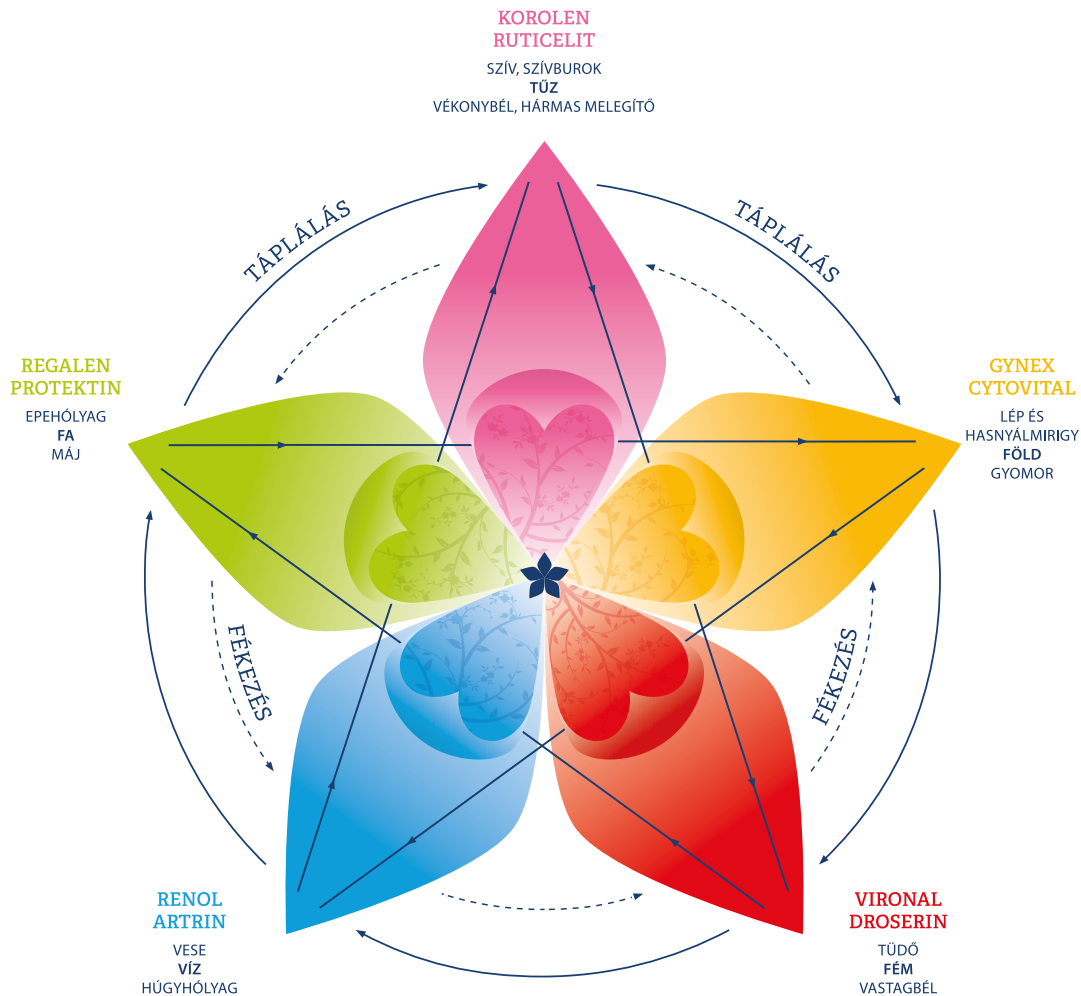 KOROLEN
RUTICELIT
SZÍV, SZÍVBUROK
TŰZ
VÉKONYBÉL, HÁRMAS MELEGÍTŐ
TÁPLÁLÁS
TÁPLÁLÁS
REGALEN
PROTEKTIN
EPEHÓLYAG
FA
MÁJ
GYNEX
CYTOVITAL
LÉP ÉS
HASNYÁLMIRIGY
FÖLD
GYOMOR
FÉKEZÉS
FÉKEZÉS
RENOL
ARTRIN
VESE
VÍZ
HÚGYHÓLYAG
VIRONAL
DROSERIN
TÜDŐ
FÉM
VASTAGBÉL